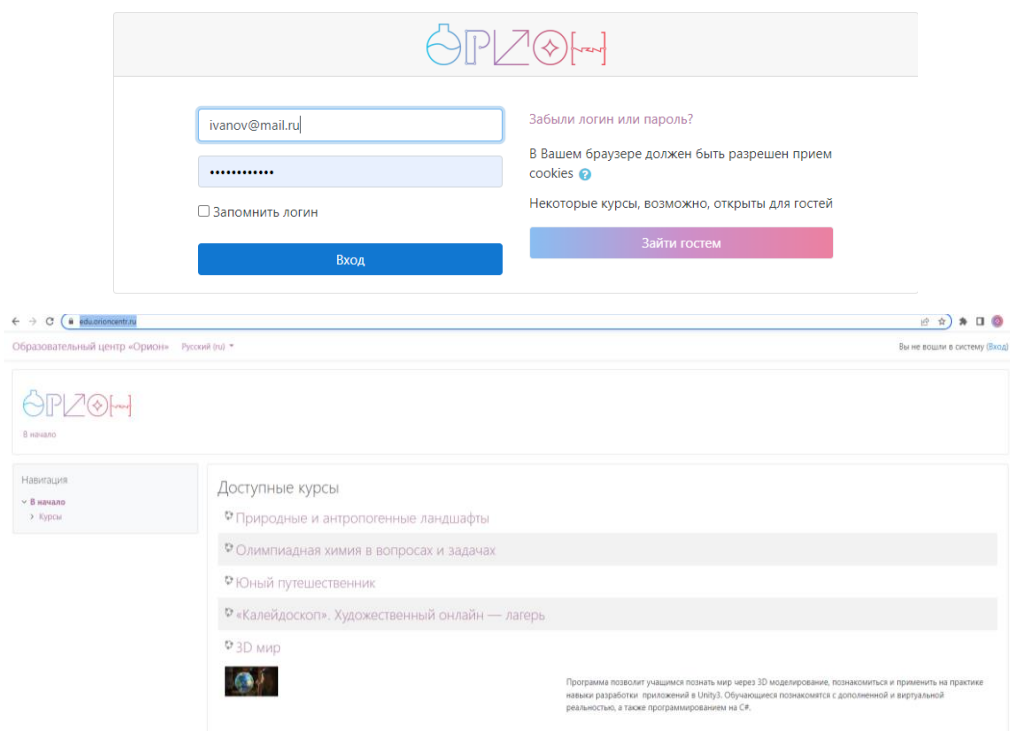 ОРИОН
ivanov@mail.ru
••••••••••••
Запомнить логин
Вход
Забыли логин или пароль?
В Вашем браузере должен быть разрешен прием
cookies
Некоторые курсы, возможно, открыты для гостей
Зайти гостем
edu.orioncentr.ru
Образовательный центр «Орион» Русский (ru)
Вы не вошли в систему (Вход)
ОРИОН
В начало
Навигация
В начало
Курсы
Доступные курсы
Природные и антропогенные ландшафты
Олимпиадная химия в вопросах и задачах
Юный путешественник
«Калейдоскоп». Художественный онлайн — лагерь
3D мир
Программа позволит учащимся познать мир через 3D моделирование, познакомиться и применить на практике
навыки разработки приложений в Unity3. Обучающиеся познакомятся с дополненной и виртуальной
реальностью, а также программированием на C#.